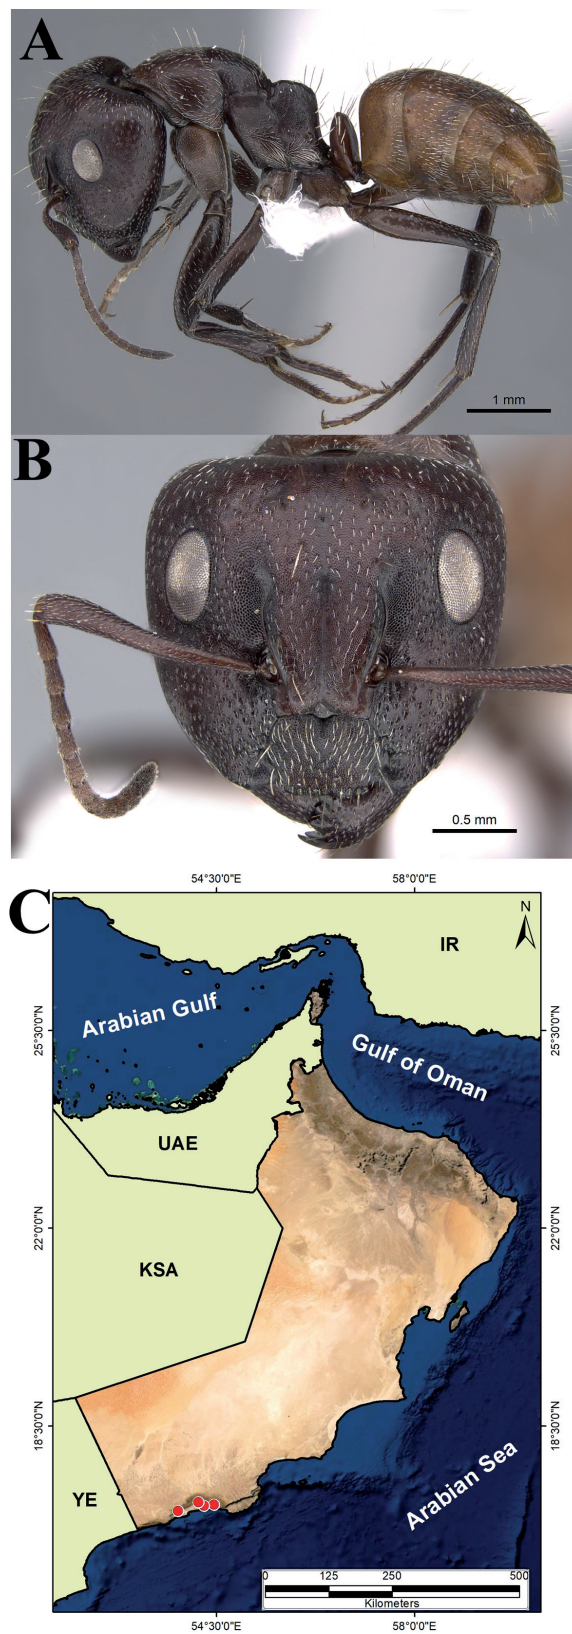 A
1 mm
B
0.5 mm
C
54°30'0"E
58°0'0"E
N
IR
Arabian Gulf
25°30'0"N
25°30'0"N
Gulf of Oman
UAE
22°0'0"N
22°0'0"N
KSA
18°30'0"N
18°30'0"N
Arabian Sea
YE
0
125
250
500
Kilometers
54°30'0"E
58°0'0"E